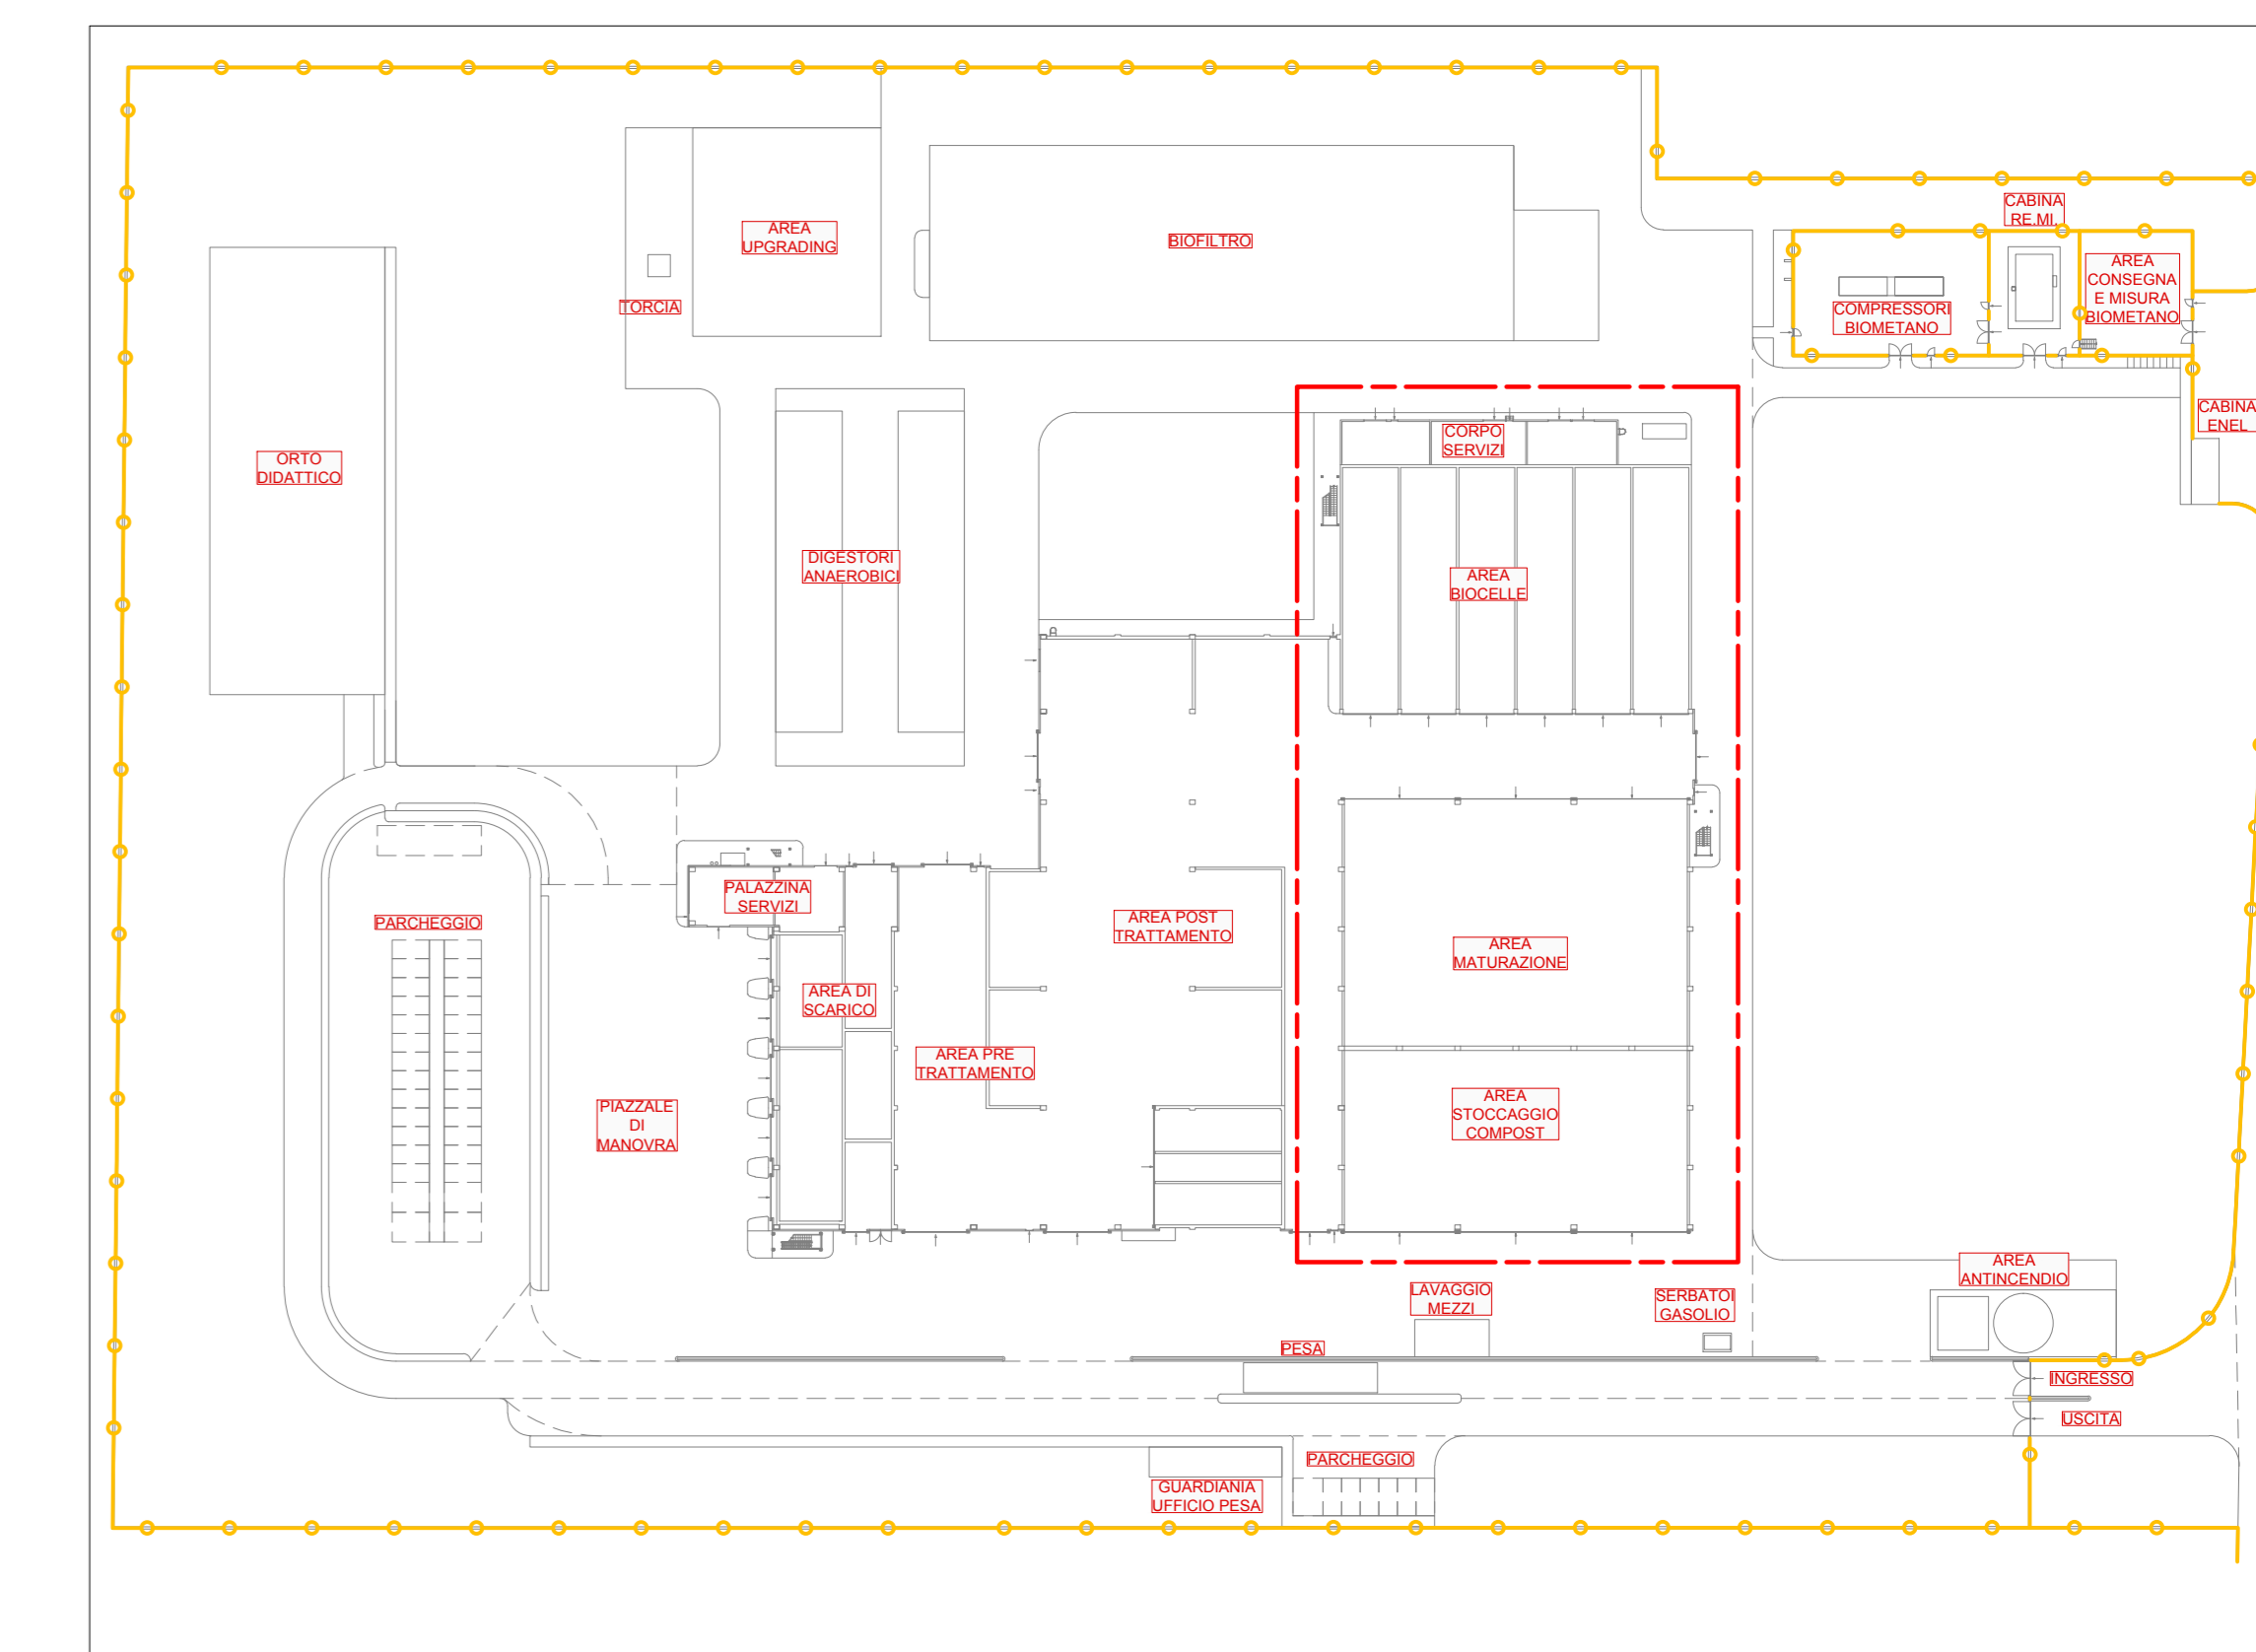 CABINA
RE.MI.
AREA
UPGRADING
BIOFILTRO
AREA
CONSEGNA
E MISURA
BIOMETANO
TORCIA
COMPRESSORI
BIOMETANO
CABINA
ENEL
CORPO
SERVIZI
ORTO
DIDATTICO
DIGESTORI
ANAEROBICI
AREA
BIOCELLE
PALAZZINA
SERVIZI
PARCHEGGIO
AREA POST
TRATTAMENTO
AREA
MATURAZIONE
AREA DI
SCARICO
AREA PRE
TRATTAMENTO
PIAZZALE
DI
MANOVRA
AREA
STOCCAGGIO
COMPOST
AREA
ANTINCENDIO
LAVAGGIO
MEZZI
SERBATOI
GASOLIO
PESA
INGRESSO
USCITA
PARCHEGGIO
GUARDIANIA
UFFICIO PESA